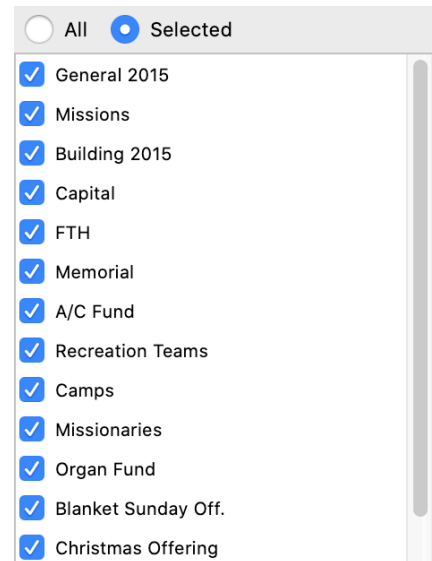 All Selected
General 2015
Missions
Building 2015
Capital
FTH
Memorial
A/C Fund
Recreation Teams
Camps
Missionaries
Organ Fund
Blanket Sunday Off.
Christmas Offering